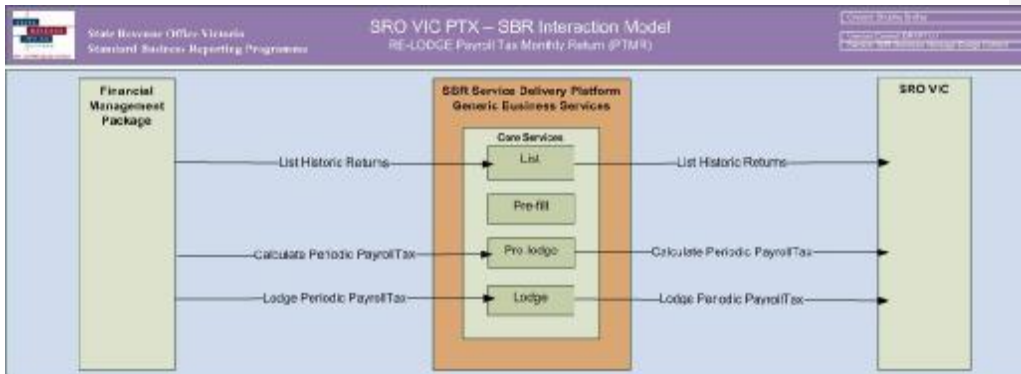 State Revenue Office Victoria
Standard Business Reporting Programme
SRO VIC PTX – SBR Interaction Model
RE-LODGE Payroll Tax Monthly Return (PTMR)
Financial
Management
Package
SBR Service Delivery Platform
Generic Business Services
SRO VIC
Core Services
List Historic Returns
List
List Historic Returns
Pre-fill
Calculate Periodic PayrollTax
Pre lodge
Calculate Periodic PayrollTax
Lodge Periodic PayrollTax
Lodge
Lodge Periodic PayrollTax